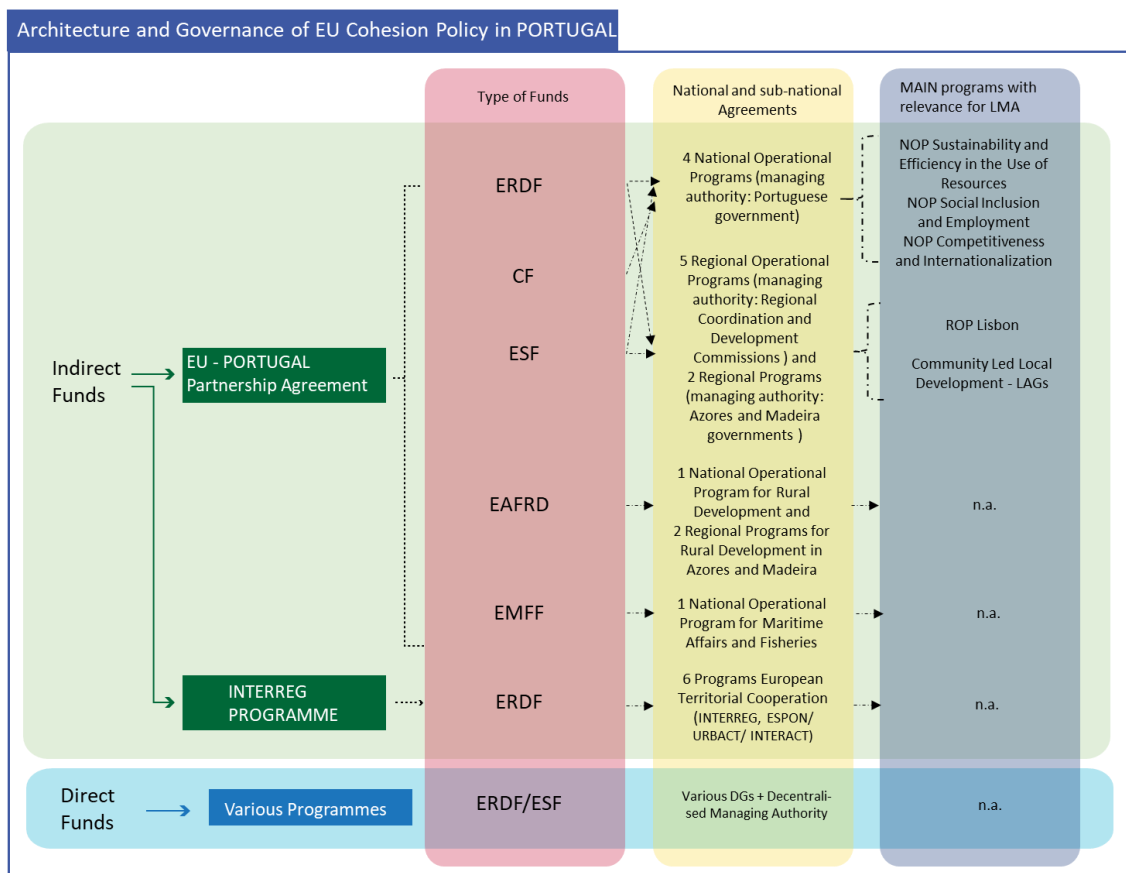 Architecture and Governance of EU Cohesion Policy in PORTUGAL
Type of Funds
National and sub-national
Agreements
MAIN programs with
relevance for LMA
Indirect
Funds
EU - PORTUGAL
Partnership Agreement
ERDF
CF
ESF
4 National Operational
Programs (managing
authority: Portuguese
government)
NOP Sustainability and
Efficiency in the Use of
Resources
NOP Social Inclusion
and Employment
NOP Competitiveness
and Internationalization
5 Regional Operational
Programs (managing
authority: Regional
Coordination and
Development
Commissions ) and
2 Regional Programs
(managing authority:
Azores and Madeira
governments )
ROP Lisbon
Community Led Local
Development - LAGs
EAFRD
1 National Operational
Program for Rural
Development and
2 Regional Programs for
Rural Development in
Azores and Madeira
n.a.
EMFF
1 National Operational
Program for Maritime
Affairs and Fisheries
n.a.
INTERREG
PROGRAMME
ERDF
6 Programs European
Territorial Cooperation
(INTERREG, ESPON/
URBACT/ INTERACT)
n.a.
Direct
Funds
Various Programmes
ERDF/ESF
Various DGs + Decentrali-
sed Managing Authority
n.a.